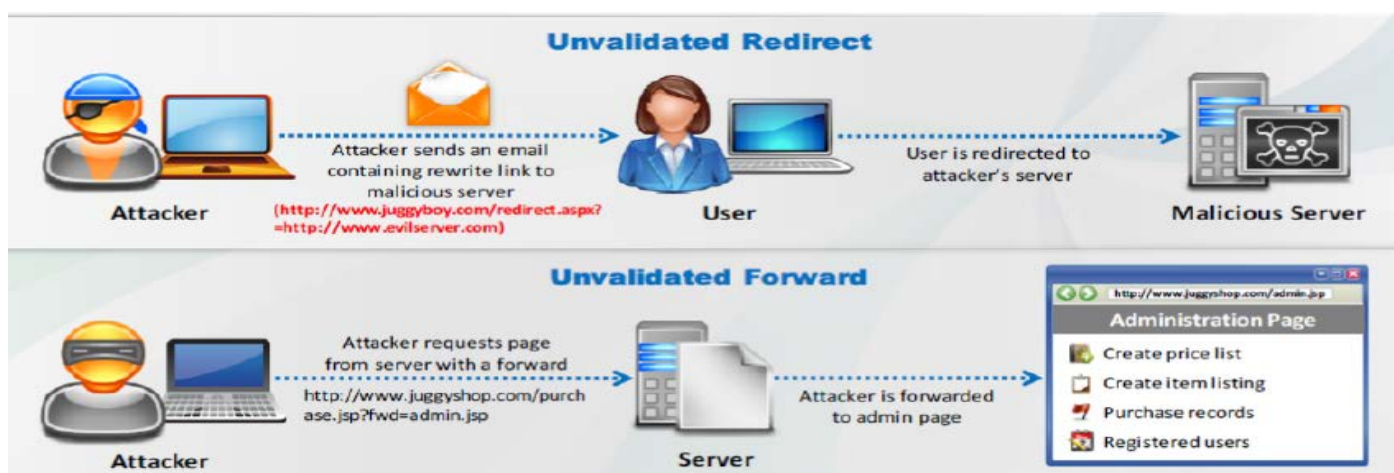 Unvalidated Redirect
Attacker sends an email
containing rewrite link to
malicious server
(http://www.juggyboy.com/redirect.aspx?
=http://www.evilserver.com)
User is redirected to
attacker's server
Attacker
User
Malicious Server
Unvalidated Forward
Attacker requests page
from server with a forward
http://www.juggyshop.com/purch
ase.jsp?fwd=admin.jsp
Attacker is forwarded
to admin page
http://www.juggyshop.com/admin.jsp
Administration Page
Create price list
Create item listing
Purchase records
Registered users
Attacker
Server